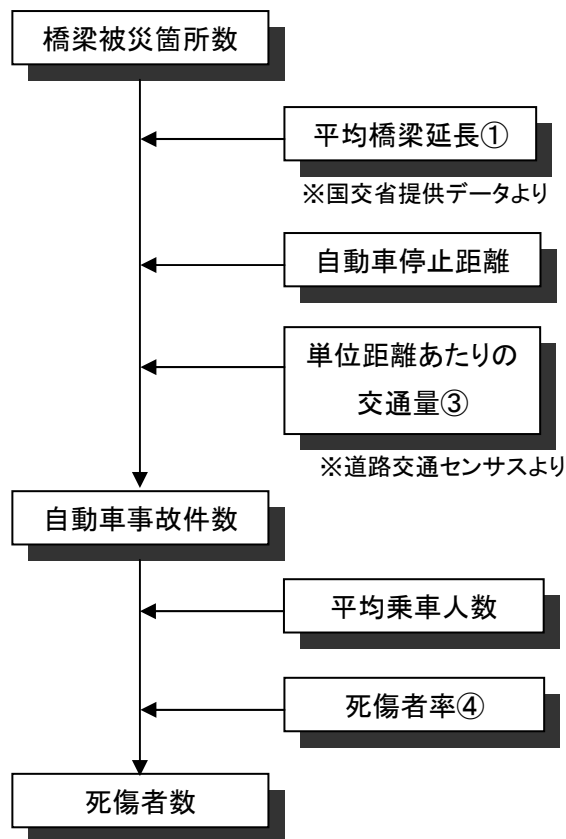 橋梁被災箇所数
平均橋梁延長①
※国交省提供データより
自動車停止距離
単位距離あたりの
交通量③
※道路交通センサスより
自動車事故件数
平均乗車人数
死傷者率④
死傷者数